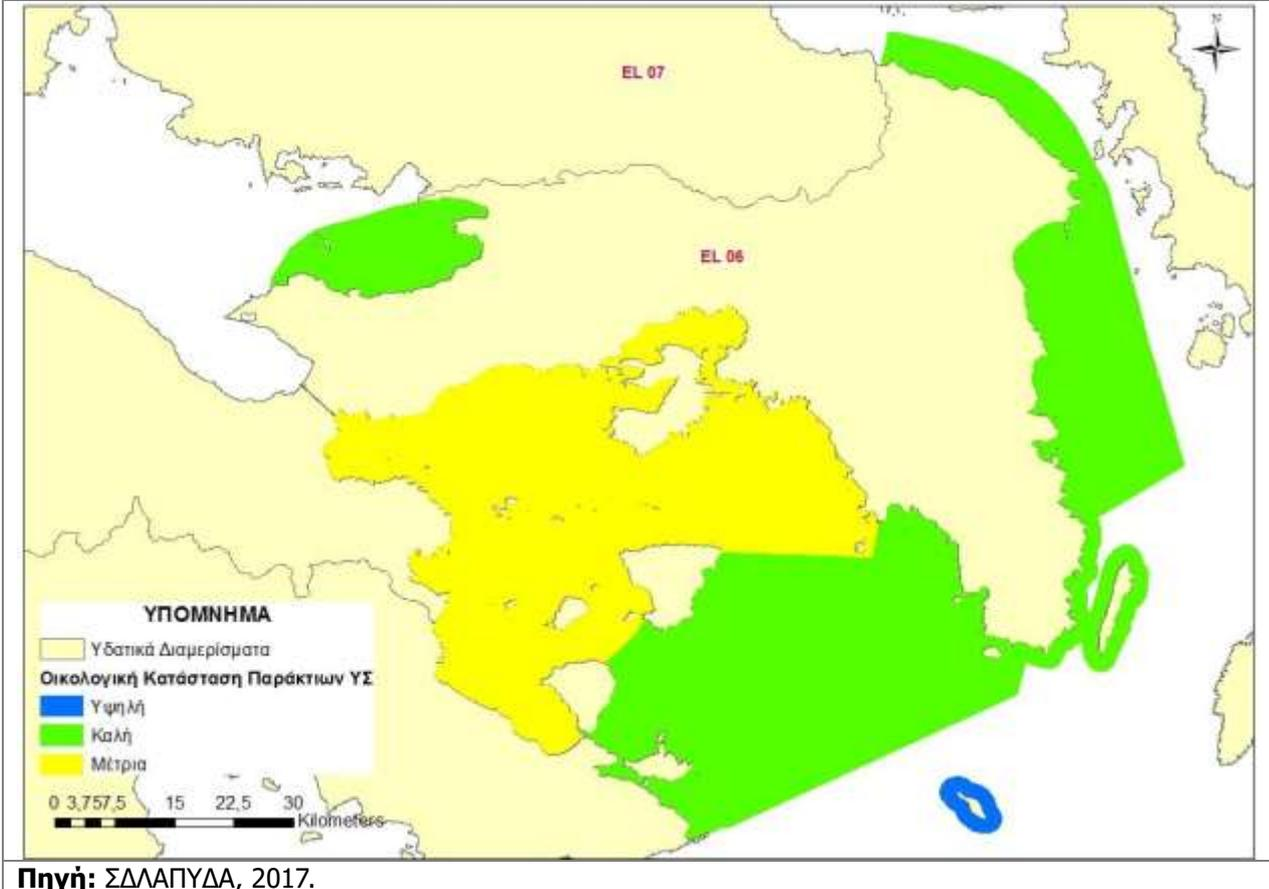 N
EL 07
EL 06
ΥΠΟΜΝΗΜΑ
Υδατικά Διαμερίσματα
Οικολογική Κατάσταση Παράκτιων ΥΣ
Υψηλή
Καλή
Μέτρια
0 3,757,5 15 22,5 30
Kilometers
Πηγή: ΣΔΛΑΠΥΔΑ, 2017.